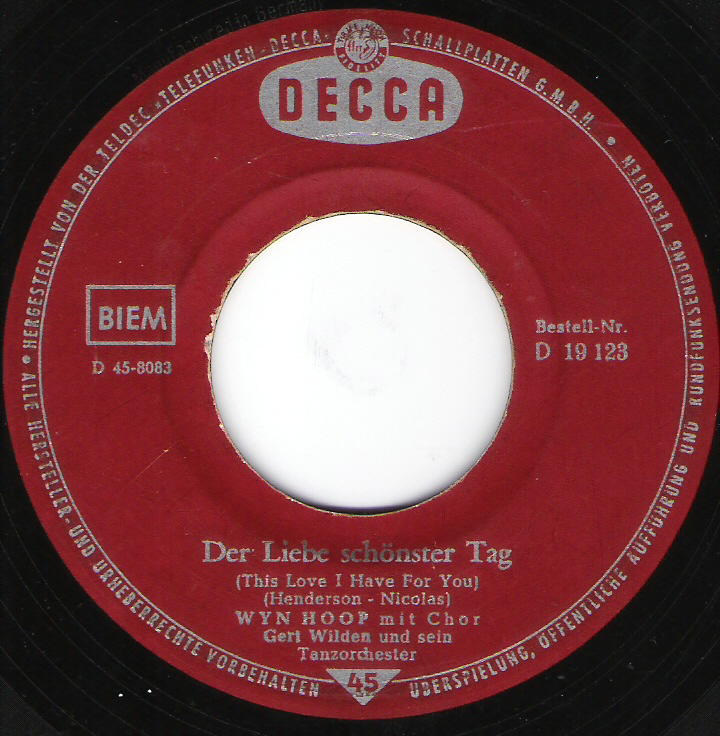 DECCA
HERGESTELLT VON DER TELDEC »TELEFUNKEN-DECCA« SCHALLPLATTEN G.M.B.H. •
ALLE HERSTELLER- UND URHEBERRECHTE VORBEHALTEN
ÜBERSPIELUNG, ÖFFENTLICHE AUFFÜHRUNG UND RUNDFUNKSENDUNG VERBOTEN •
BIEM
D 45-8083
Bestell-Nr.
D 19 123
Der Liebe schönster Tag
(This Love I Have For You)
(Henderson - Nicolas)
WYN HOOP mit Chor
Gert Wilden und sein
Tanzorchester
45